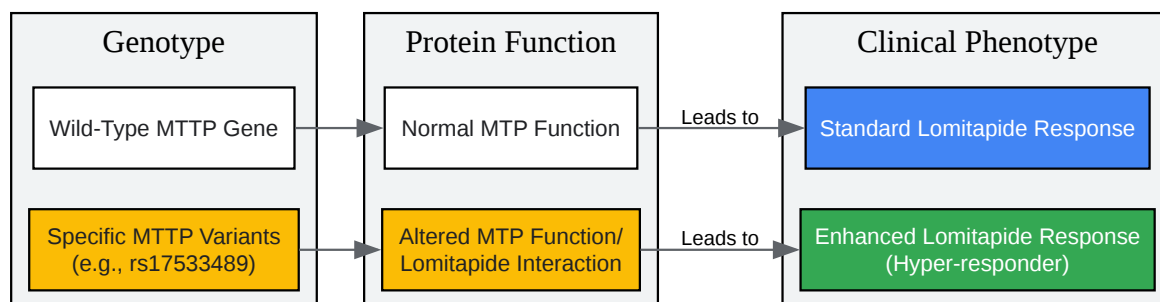 Genotype
Protein Function
Clinical Phenotype
Wild-Type MTTP Gene
Normal MTP Function
Leads to
Standard Lomitapide Response
Specific MTTP Variants
(e.g., rs17533489)
Altered MTP Function/
Lomitapide Interaction
Leads to
Enhanced Lomitapide Response
(Hyper-responder)